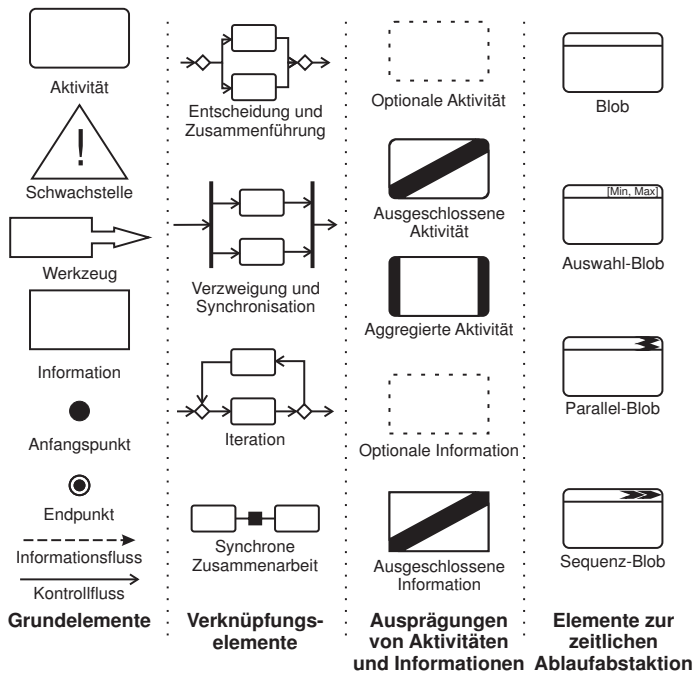 Aktivität
!
Schwachstelle
Werkzeug
Information
Anfangspunkt
Endpunkt
Informationsfluss
Kontrollfluss
Grundelemente
Entscheidung und
Zusammenführung
Verzweigung und
Synchronisation
Iteration
Synchrone
Zusammenarbeit
Verknüpfungs-
elemente
Optionale Aktivität
Ausgeschlossene
Aktivität
Aggregierte Aktivität
Optionale Information
Ausgeschlossene
Information
Ausprägungen
von Aktivitäten
und Informationen
Blob
[Min, Max]
Auswahl-Blob
Parallel-Blob
Sequenz-Blob
Elemente zur
zeitlichen
Ablaufabstaktion